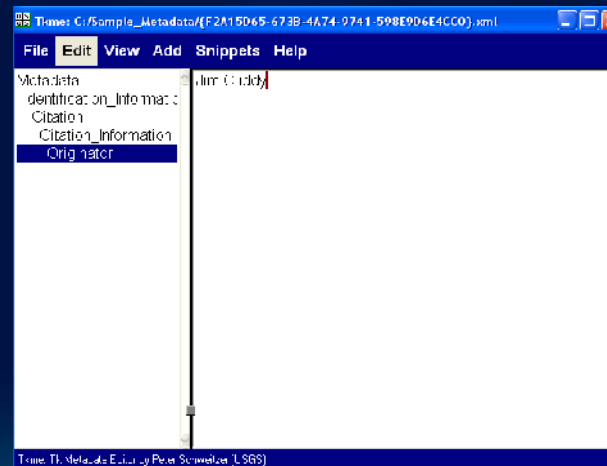 Tkme: C:/Sample_Metadata/{F2A15D65-673B-4A74-9741-598E9D6E4CC0}.xml
File Edit View Add Snippets Help
Metadata
Identification_Informatic
Citation
Citation_Information
Originator
Jim Cuddy
Tkme: Tk Metadata Editor by Peter Schweitzer (USGS)